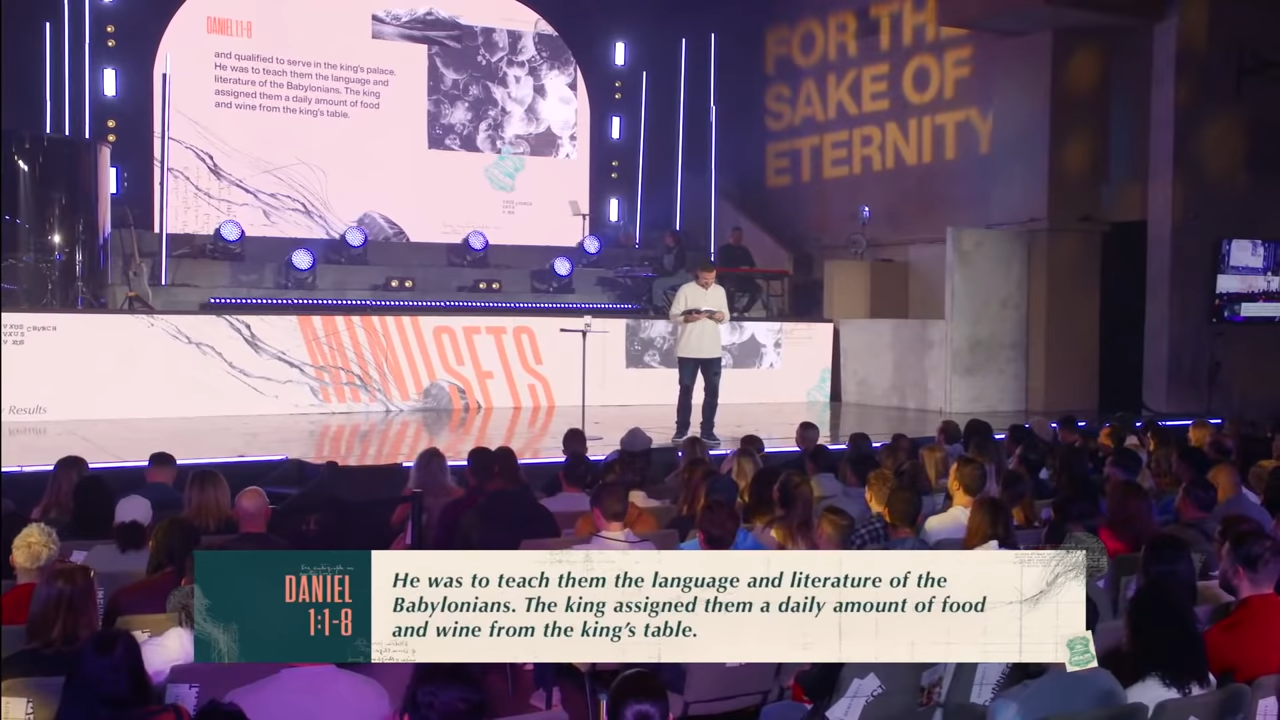 DANIEL 1:1-8
and qualified to serve in the king's palace.
He was to teach them the language and
literature of the Babylonians. The king
assigned them a daily amount of food
and wine from the king's table.
FOR THE
SAKE OF
ETERNITY
VXUS CHURCH
MINDSETS
Results
DANIEL
1:1-8
He was to teach them the language and literature of the
Babylonians. The king assigned them a daily amount of food
and wine from the king's table.